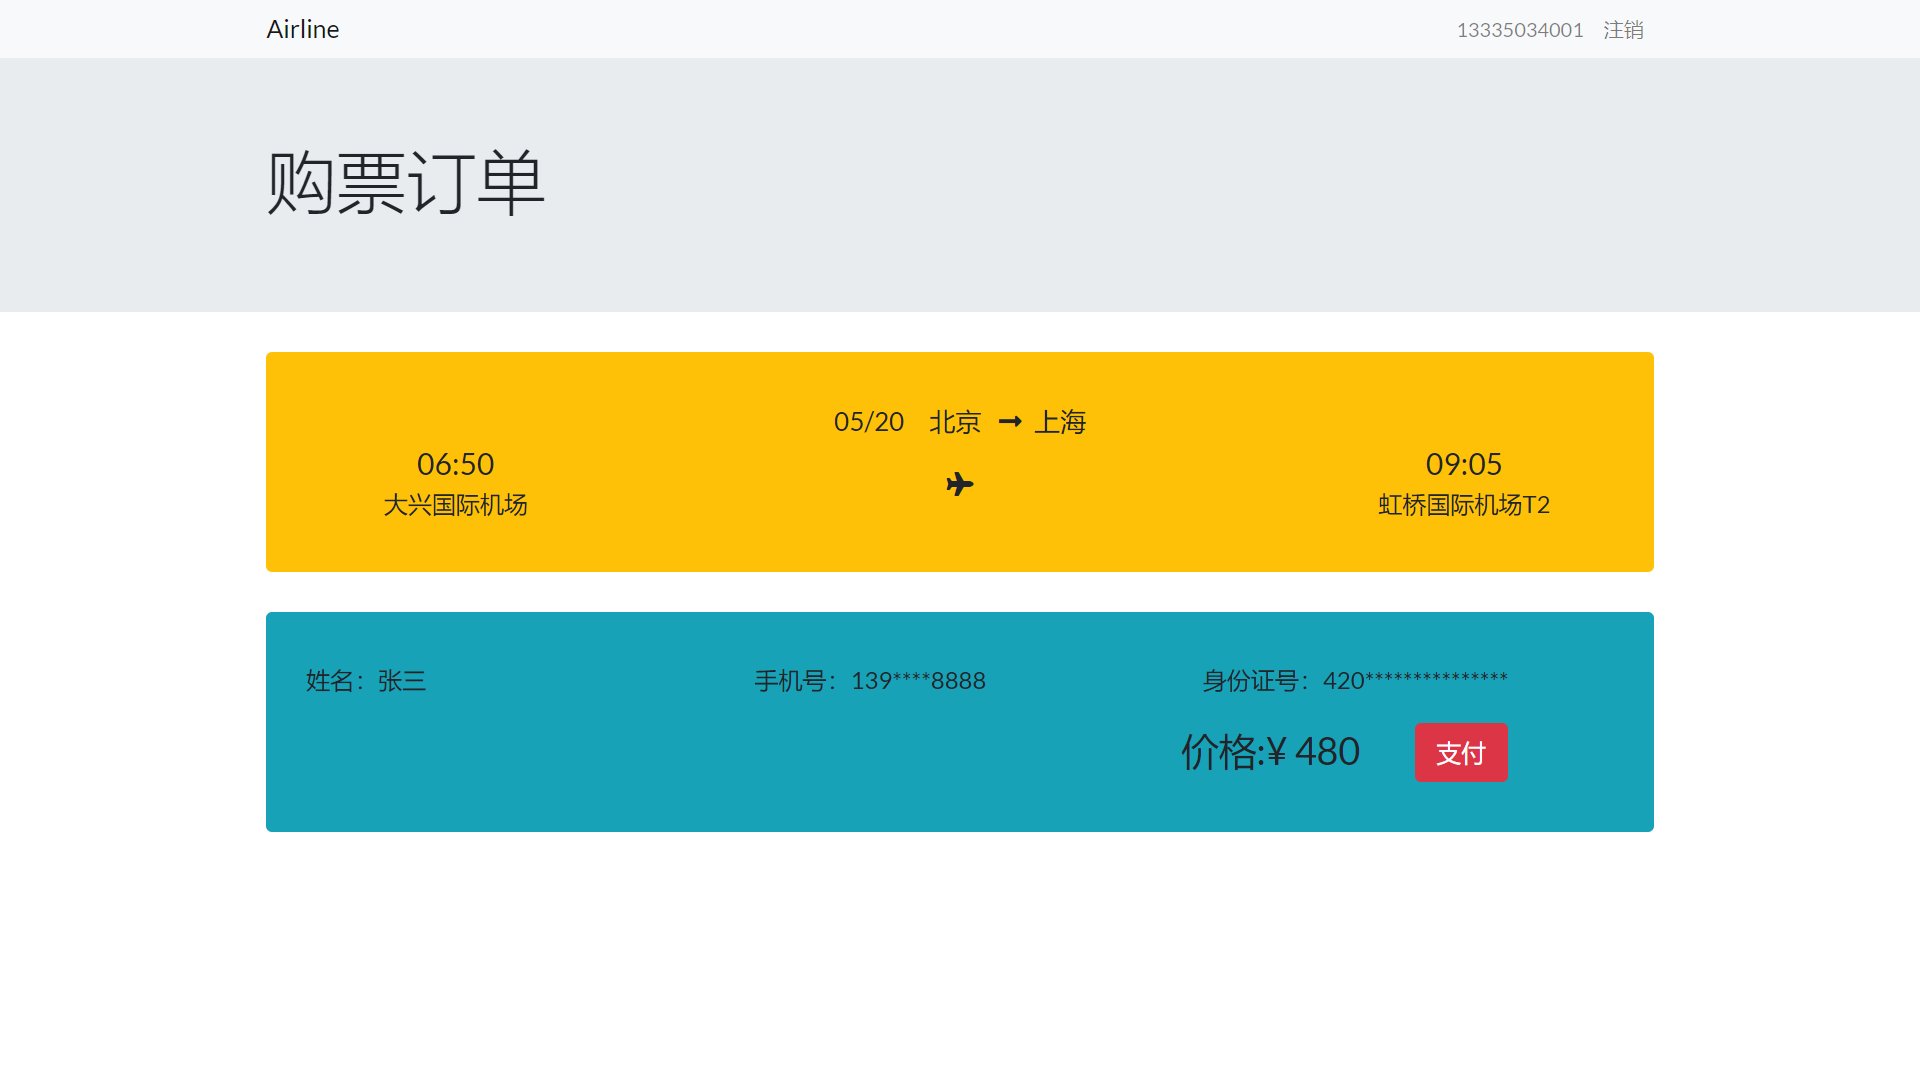 Airline
13335034001 注销
购票订单
05/20 北京 → 上海
06:50
大兴国际机场
09:05
虹桥国际机场T2
姓名：张三
手机号：139****8888
身份证号：420***************
价格:¥ 480
支付